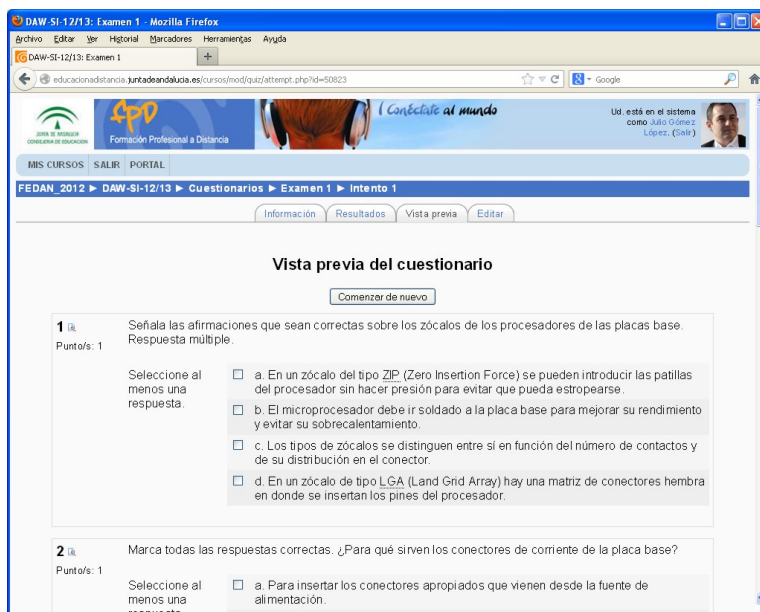 DAW-SI-12/13: Examen 1 - Mozilla Firefox
Archivo Editar Ver Historial Marcadores Herramientas Ayuda
DAW-SI-12/13: Examen 1
educacionadistancia.juntadeandalucia.es/cursos/mod/quiz/attempt.php?id=50823
Google
JUNTA DE ANDALUCIA
CONSEJERIA DE EDUCACION
FPD
Formación Profesional a Distancia
Conéctate al mundo
Ud. está en el sistema
como Julio Gómez
López. (Salir)
MIS CURSOS SALIR PORTAL
FEDAN_2012 ► DAW-SI-12/13 ► Cuestionarios ► Examen 1 ► Intento 1
Información Resultados Vista previa Editar
Vista previa del cuestionario
Comenzar de nuevo
1
Punto/s: 1
Señala las afirmaciones que sean correctas sobre los zócalos de los procesadores de las placas base.
Respuesta múltiple.
Seleccione al
menos una
respuesta.
a. En un zócalo del tipo ZIP (Zero Insertion Force) se pueden introducir las patillas
del procesador sin hacer presión para evitar que pueda estropearse.
b. El microprocesador debe ir soldado a la placa base para mejorar su rendimiento
y evitar su sobrecalentamiento.
c. Los tipos de zócalos se distinguen entre sí en función del número de contactos y
de su distribución en el conector.
d. En un zócalo de tipo LGA (Land Grid Array) hay una matriz de conectores hembra
en donde se insertan los pines del procesador.
2
Punto/s: 1
Marca todas las respuestas correctas. ¿Para qué sirven los conectores de corriente de la placa base?
Seleccione al
menos una
a. Para insertar los conectores apropiados que vienen desde la fuente de
alimentación.